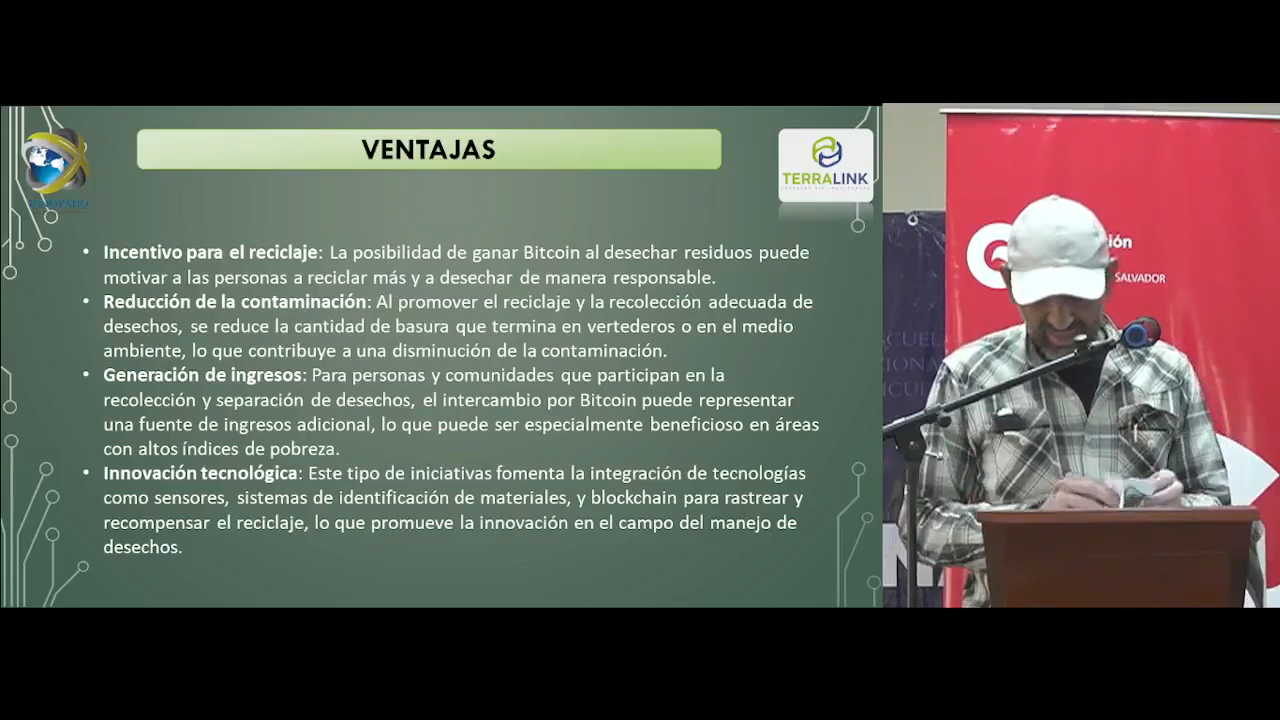 VENTAJAS
INNOVATIO
TERRALINK
• Incentivo para el reciclaje: La posibilidad de ganar Bitcoin al desechar residuos puede
motivar a las personas a reciclar más y a desechar de manera responsable.
• Reducción de la contaminación: Al promover el reciclaje y la recolección adecuada de
desechos, se reduce la cantidad de basura que termina en vertederos o en el medio
ambiente, lo que contribuye a una disminución de la contaminación.
• Generación de ingresos: Para personas y comunidades que participan en la
recolección y separación de desechos, el intercambio por Bitcoin puede representar
una fuente de ingresos adicional, lo que puede ser especialmente beneficioso en áreas
con altos índices de pobreza.
• Innovación tecnológica: Este tipo de iniciativas fomenta la integración de tecnologías
como sensores, sistemas de identificación de materiales, y blockchain para rastrear y
recompensar el reciclaje, lo que promueve la innovación en el campo del manejo de
desechos.
ión
SALVADOR